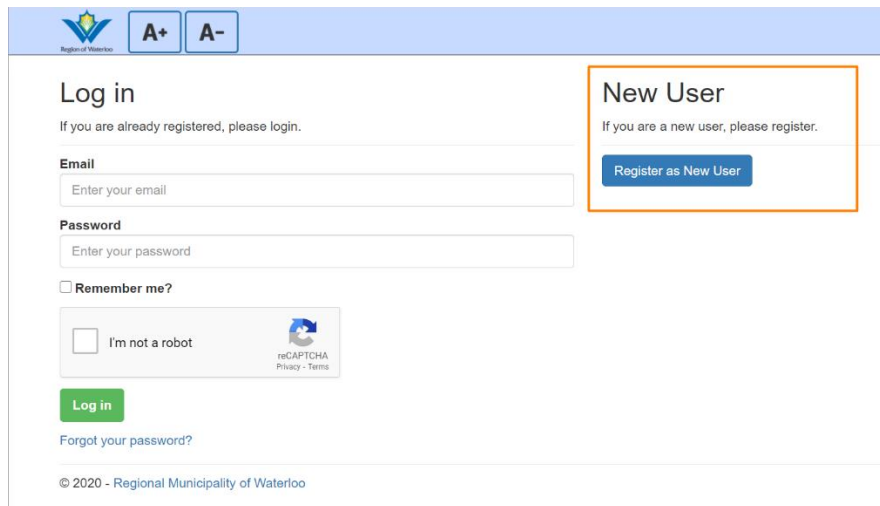 Region of Waterloo
A+ A-
Log in
If you are already registered, please login.
Email
Enter your email
Password
Enter your password
Remember me?
I'm not a robot
reCAPTCHA
Privacy - Terms
Log in
Forgot your password?
New User
If you are a new user, please register.
Register as New User
© 2020 - Regional Municipality of Waterloo